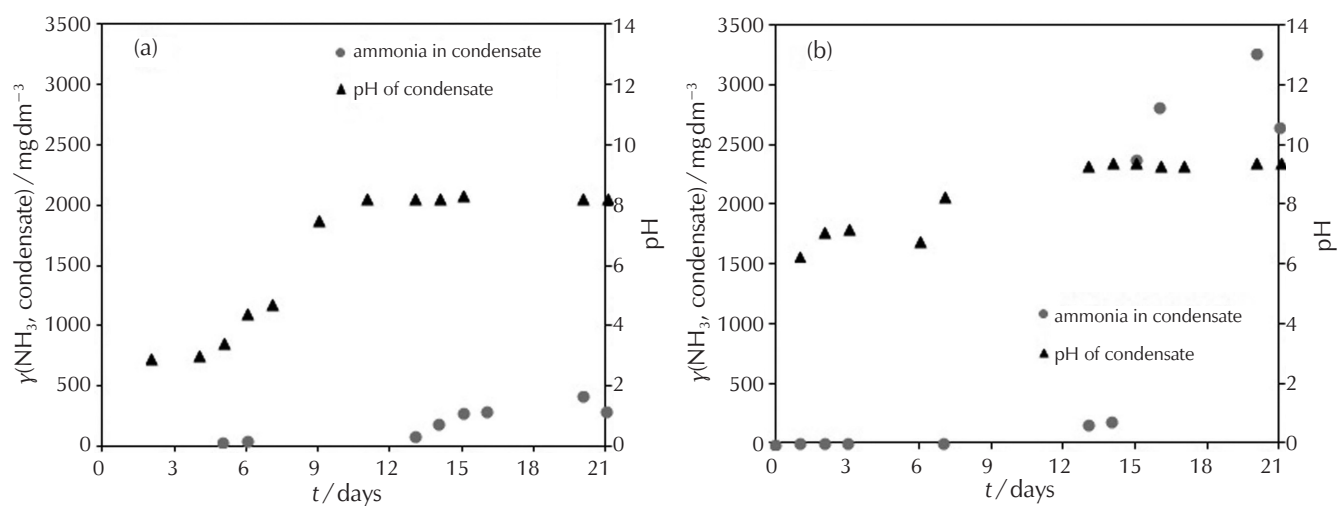 (a)
ammonia in condensate
pH of condensate
γ(NH₃, condensate) / mg dm⁻³
3500
3000
2500
2000
1500
1000
500
0
14
12
10
8
6
4
2
0
pH
0 3 6 9 12 15 18 21
t / days
(b)
ammonia in condensate
pH of condensate
γ(NH₃, condensate) / mg dm⁻³
3500
3000
2500
2000
1500
1000
500
0
14
12
10
8
6
4
2
0
pH
0 3 6 9 12 15 18 21
t / days